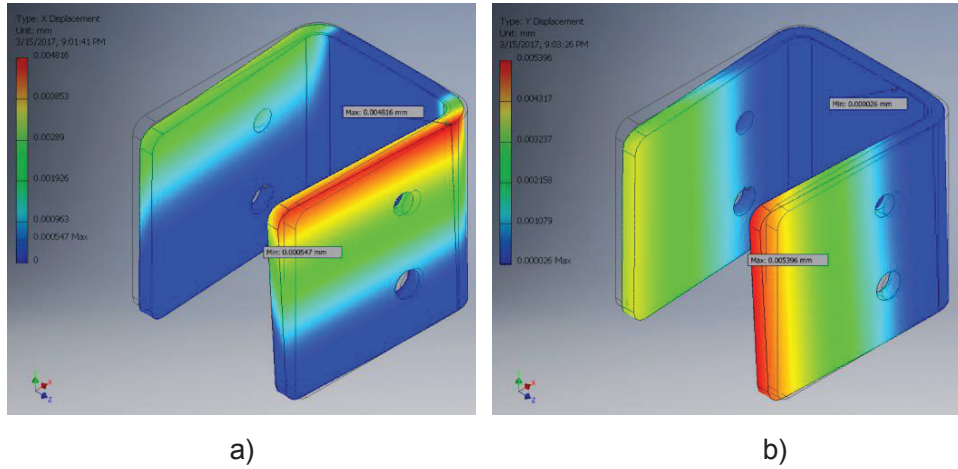 Type: X Displacement
Unit: mm
3/15/2017, 9:01:41 PM
0.004816
0.003853
0.00289
0.001926
0.000963
0.000547 Max
0
Max: 0.004816 mm
Min: 0.000547 mm
X
Z
Type: Y Displacement
Unit: mm
3/15/2017, 9:03:26 PM
0.005396
0.004317
0.003237
0.002158
0.001079
0.000026 Max
Min: 0.000026 mm
Max: 0.005396 mm
X
Z
a)
b)